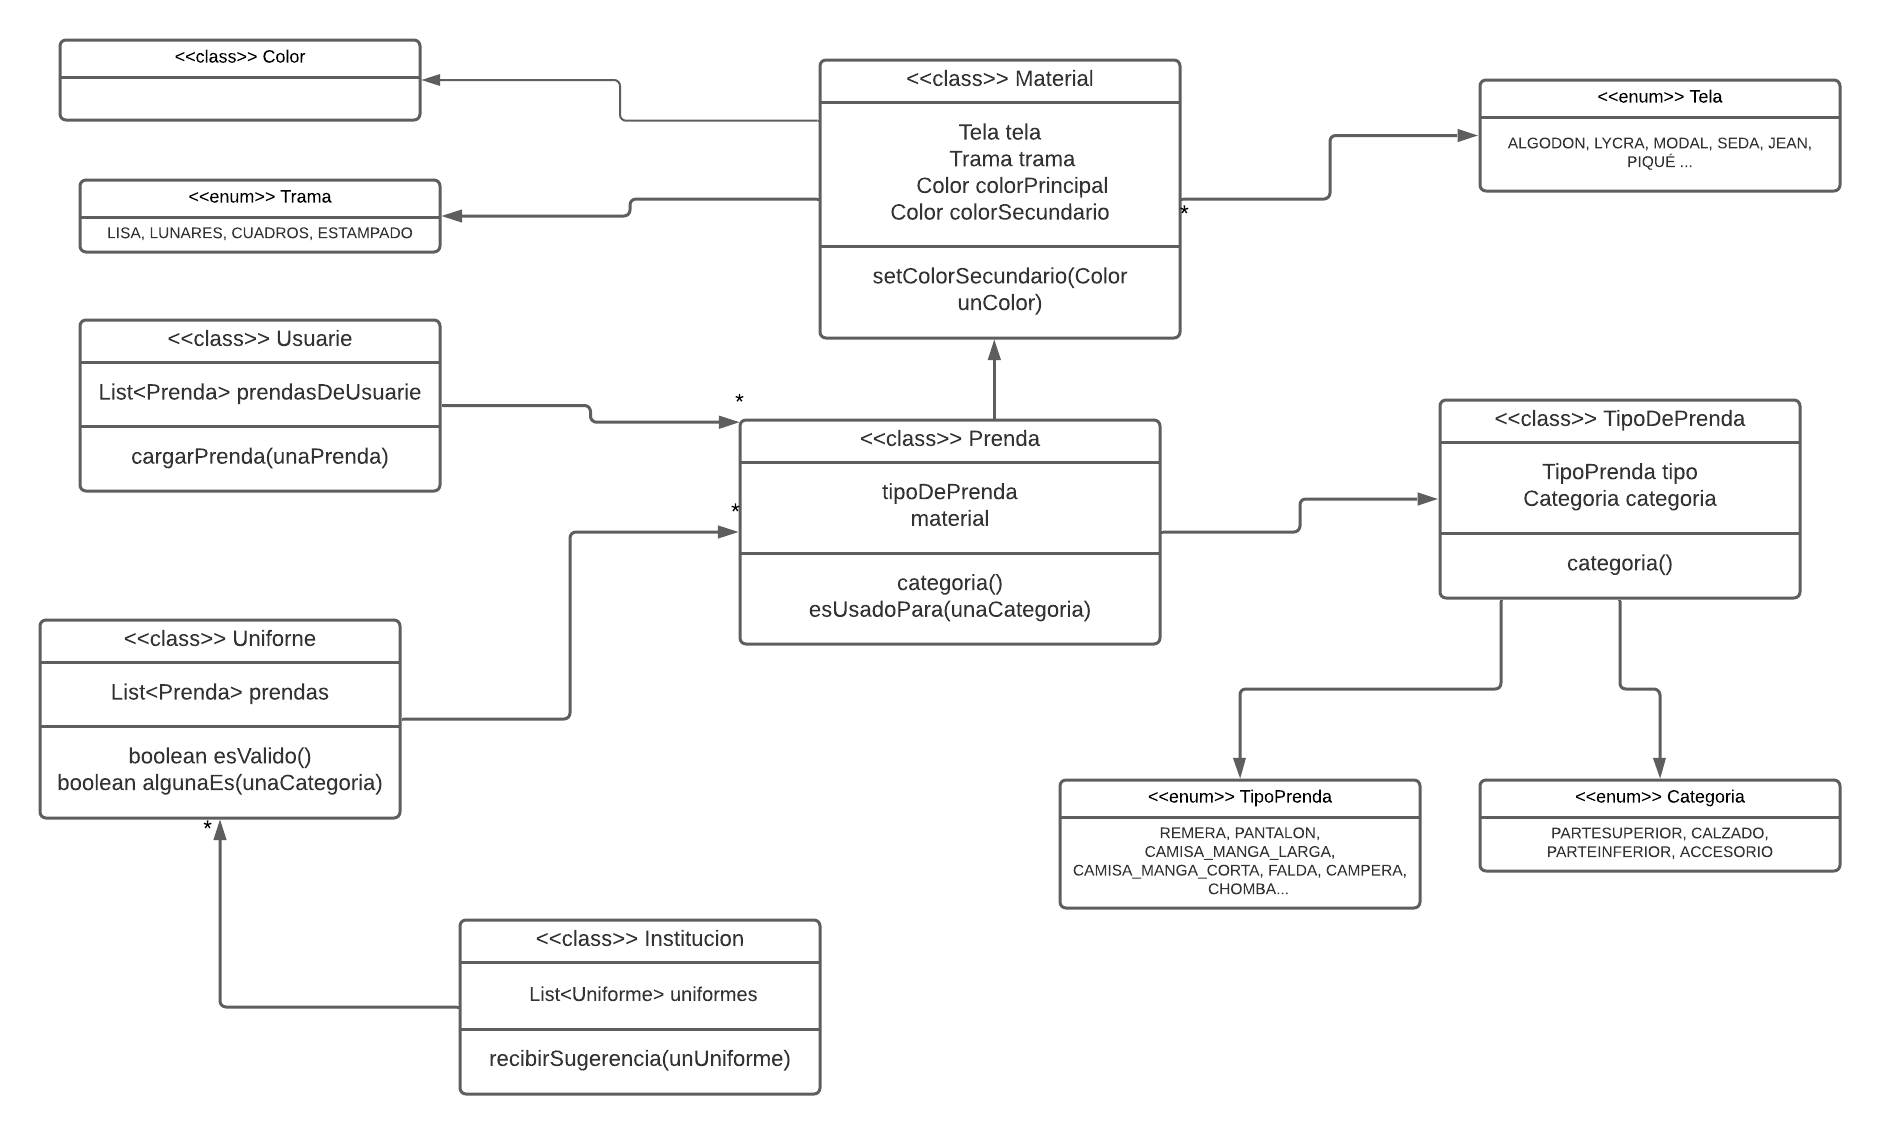 <<class>> Color
<<class>> Material
Tela tela
Trama trama
Color colorPrincipal
Color colorSecundario
setColorSecundario(Color
unColor)
<<enum>> Tela
ALGODON, LYCRA, MODAL, SEDA, JEAN,
PIQUÉ ...
*
<<enum>> Trama
LISA, LUNARES, CUADROS, ESTAMPADO
<<class>> Usuarie
List<Prenda> prendasDeUsuarie
cargarPrenda(unaPrenda)
*
<<class>> Prenda
tipoDePrenda
material
categoria()
esUsadoPara(unaCategoria)
*
<<class>> TipoDePrenda
TipoPrenda tipo
Categoria categoria
categoria()
<<class>> Uniforne
List<Prenda> prendas
boolean esValido()
boolean algunaEs(unaCategoria)
*
<<enum>> TipoPrenda
REMERA, PANTALON,
CAMISA_MANGA_LARGA,
CAMISA_MANGA_CORTA, FALDA, CAMPERA,
CHOMBA...
<<enum>> Categoria
PARTESUPERIOR, CALZADO,
PARTEINFERIOR, ACCESORIO
<<class>> Institucion
List<Uniforme> uniformes
recibirSugerencia(unUniforme)